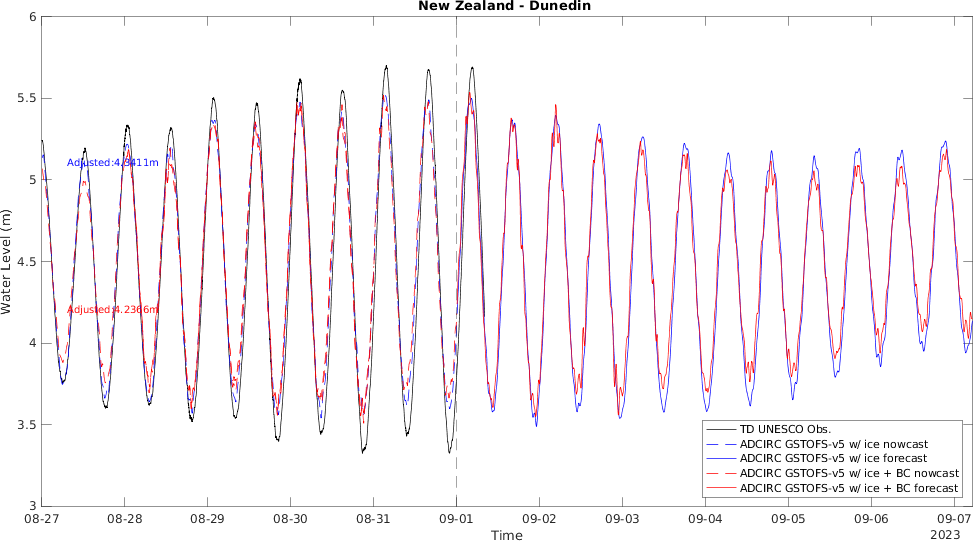 New Zealand - Dunedin
6
5.5
5
4.5
4
3.5
3
Water Level (m)
Adjusted:4.3411m
Adjusted:4.2366m
TD UNESCO Obs.
ADCIRC GSTOFS-v5 w/ ice nowcast
ADCIRC GSTOFS-v5 w/ ice forecast
ADCIRC GSTOFS-v5 w/ ice + BC nowcast
ADCIRC GSTOFS-v5 w/ ice + BC forecast
08-27 08-28 08-29 08-30 08-31 09-01 09-02 09-03 09-04 09-05 09-06 09-07
Time
2023